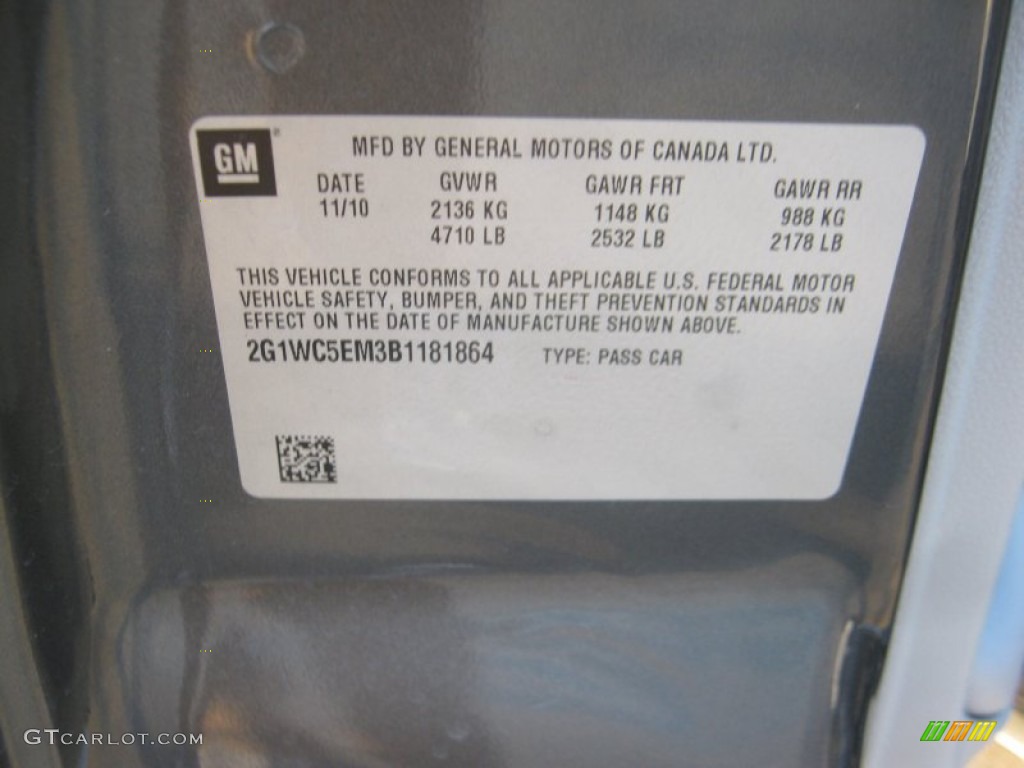 GM
MFD BY GENERAL MOTORS OF CANADA LTD.
DATE GVWR GAWR FRT GAWR RR
11/10 2136 KG 1148 KG 988 KG
4710 LB 2532 LB 2178 LB
THIS VEHICLE CONFORMS TO ALL APPLICABLE U.S. FEDERAL MOTOR
VEHICLE SAFETY, BUMPER, AND THEFT PREVENTION STANDARDS IN
EFFECT ON THE DATE OF MANUFACTURE SHOWN ABOVE.
2G1WC5EM3B1181864 TYPE: PASS CAR
GTCARLOT.COM